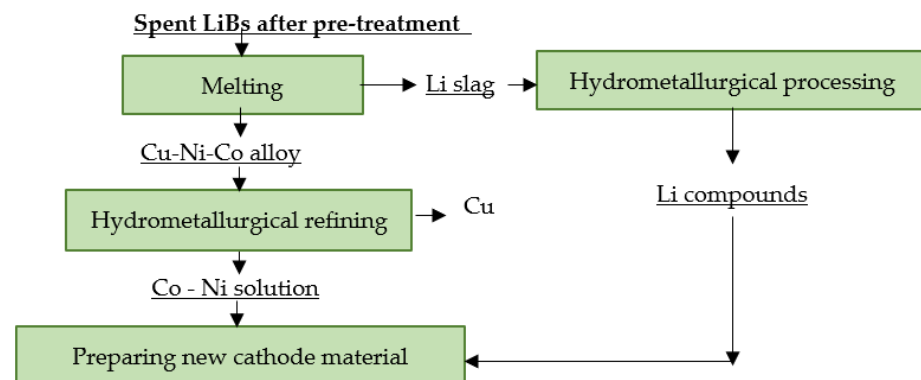 Spent LiBs after pre-treatment
Melting
Li slag
Hydrometallurgical processing
Cu-Ni-Co alloy
Li compounds
Hydrometallurgical refining
Cu
Co - Ni solution
Preparing new cathode material